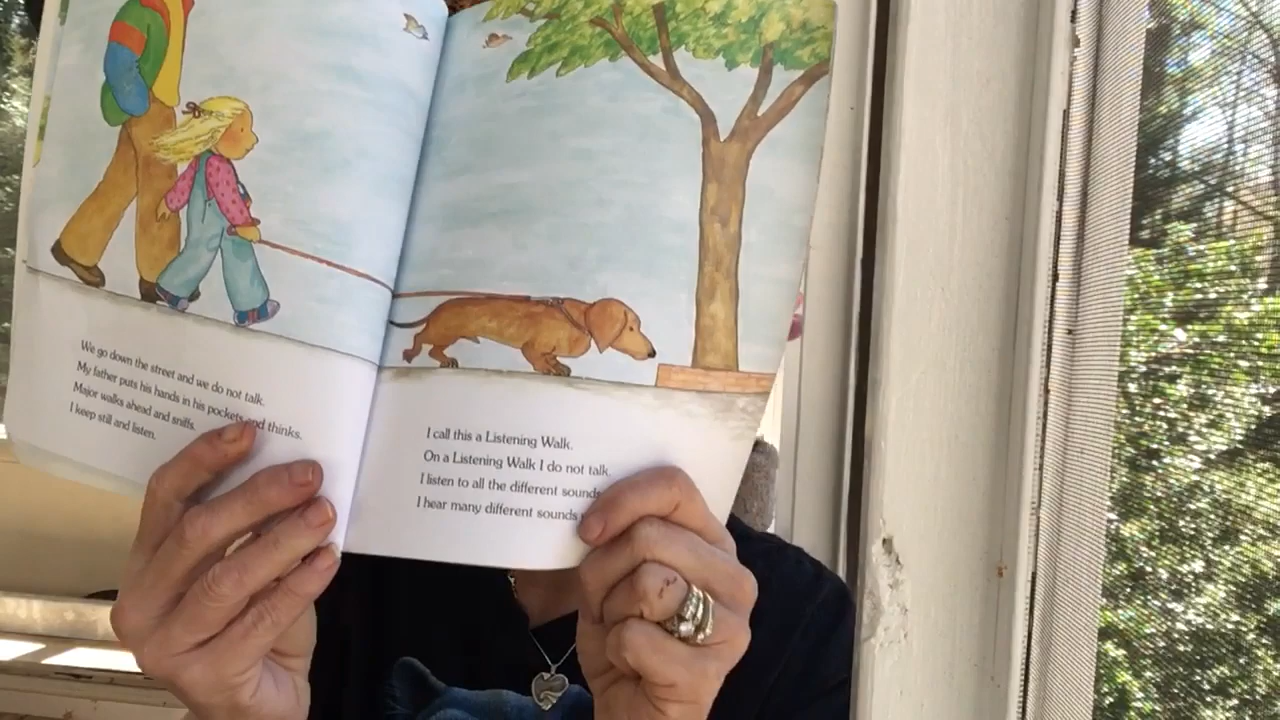 We go down the street and we do not talk.
My father puts his hands in his pockets and thinks.
Major walks ahead and sniffs.
I keep still and listen.
I call this a Listening Walk.
On a Listening Walk I do not talk.
I listen to all the different sounds
I hear many different sounds